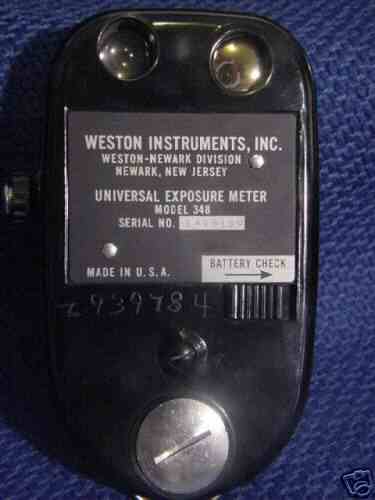 WESTON INSTRUMENTS, INC.
WESTON-NEWARK DIVISION
NEWARK, NEW JERSEY
UNIVERSAL EXPOSURE METER
MODEL 348
SERIAL NO.
BATTERY CHECK
MADE IN U.S.A.
939784